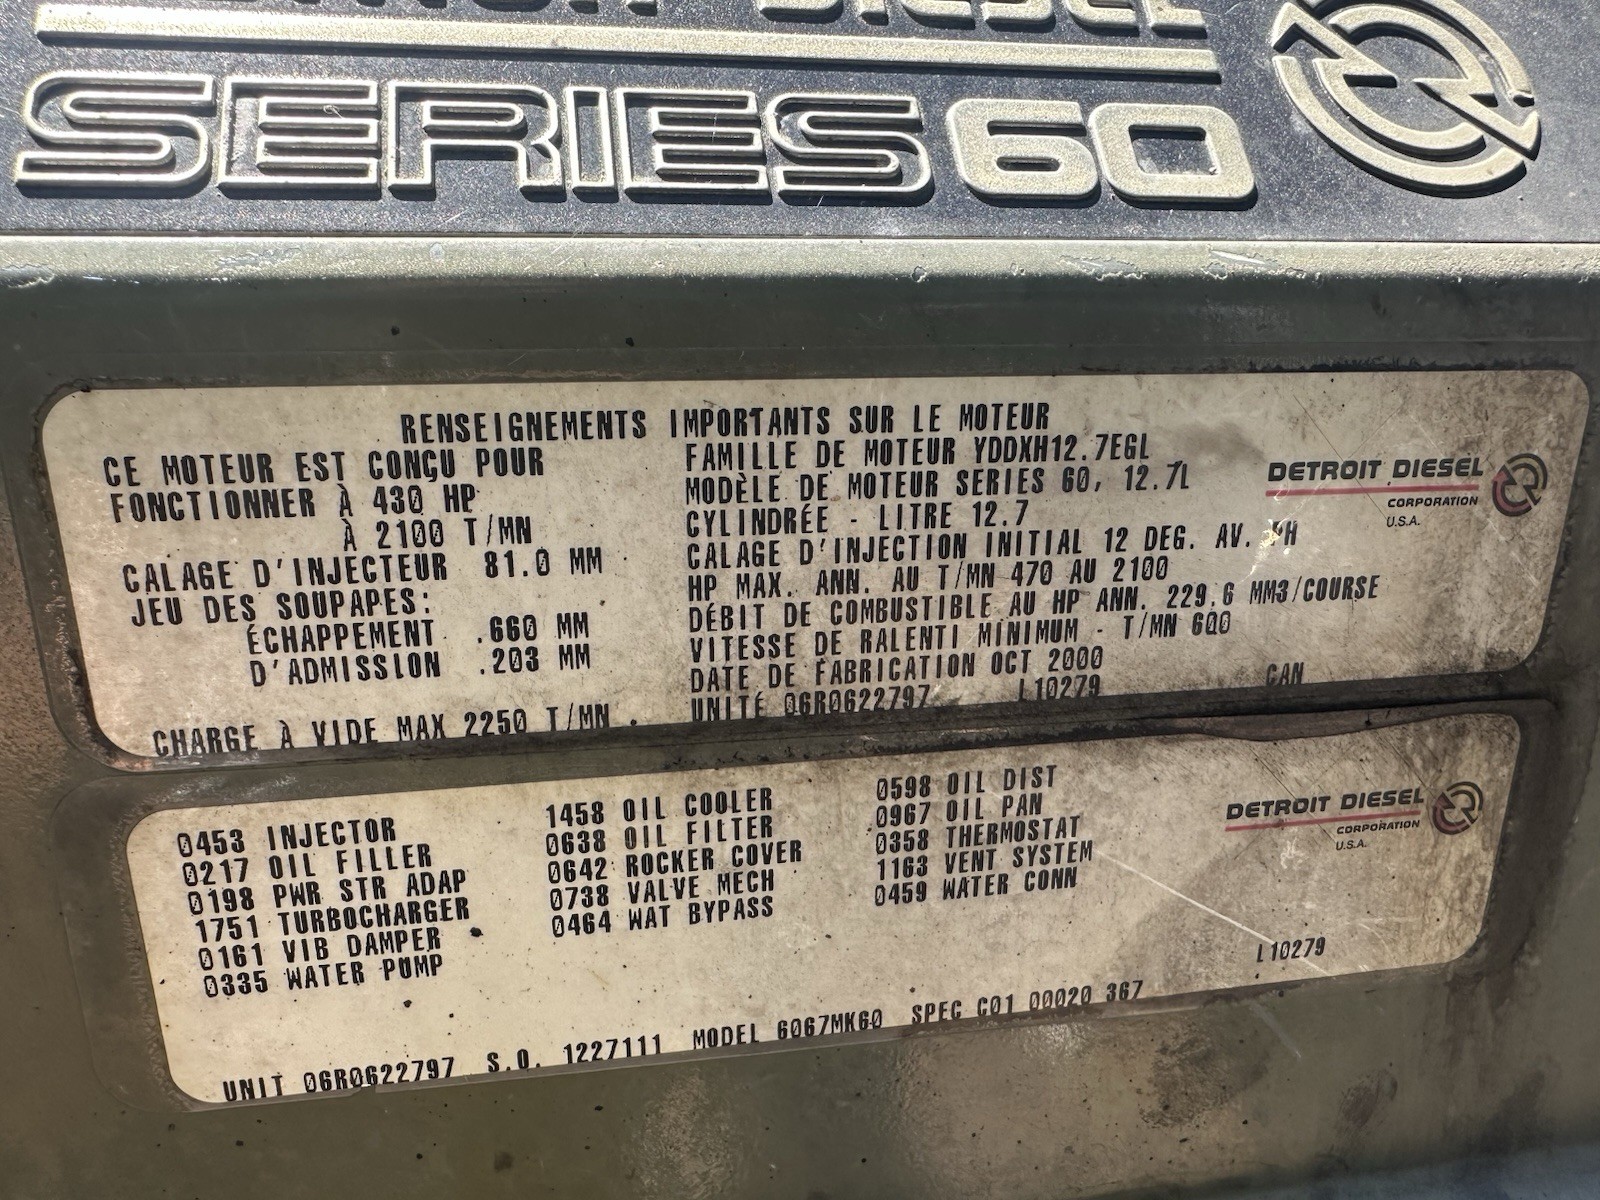 DIESEL
SERIES 60
RENSEIGNEMENTS IMPORTANTS SUR LE MOTEUR
CE MOTEUR EST CONÇU POUR
FONCTIONNER À 430 HP
À 2100 T/MN
CALAGE D'INJECTEUR 81.0 MM
JEU DES SOUPAPES:
ÉCHAPPEMENT .660 MM
D'ADMISSION .203 MM
CHARGE À VIDE MAX 2250 T/MN .
FAMILLE DE MOTEUR YDDXH12.7EGL
MODÈLE DE MOTEUR SERIES 60, 12.7L
CYLINDRÉE - LITRE 12.7
CALAGE D'INJECTION INITIAL 12 DEG. AV. PH
HP MAX. ANN. AU T/MN 470 AU 2100
DÉBIT DE COMBUSTIBLE AU HP ANN. 229.6 MM3/COURSE
VITESSE DE RALENTI MINIMUM - T/MN 600
DATE DE FABRICATION OCT 2000
UNITÉ 06R0622797 L10279 CAN
DETROIT DIESEL
CORPORATION
U.S.A.
0453 INJECTOR
0217 OIL FILLER
0198 PWR STR ADAP
1751 TURBOCHARGER
0161 VIB DAMPER
0335 WATER PUMP
1458 OIL COOLER
0638 OIL FILTER
0642 ROCKER COVER
0738 VALVE MECH
0464 WAT BYPASS
0598 OIL DIST
0967 OIL PAN
0358 THERMOSTAT
1163 VENT SYSTEM
0459 WATER CONN
DETROIT DIESEL
CORPORATION
U.S.A.
L10279
UNIT 06R0622797 S.O. 1227111 MODEL 6067MK60 SPEC C01 00020 367